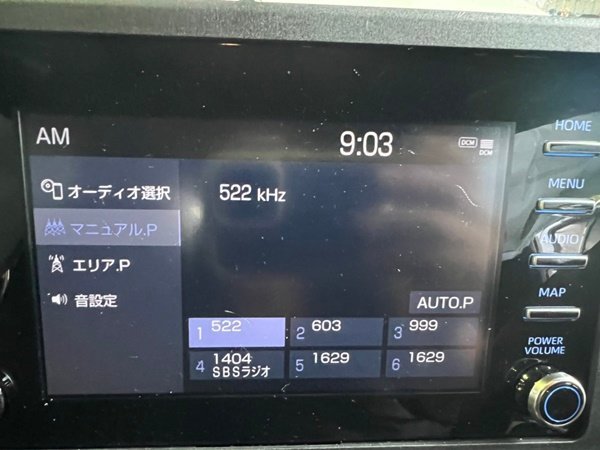 AM
9:03
DCM
DCM
HOME
オーディオ選択
522 kHz
MENU
マニュアル.P
AUDIO
エリア.P
音設定
AUTO.P
MAP
1 522
2 603
3 999
POWER
VOLUME
4 1404
SBSラジオ
5 1629
6 1629